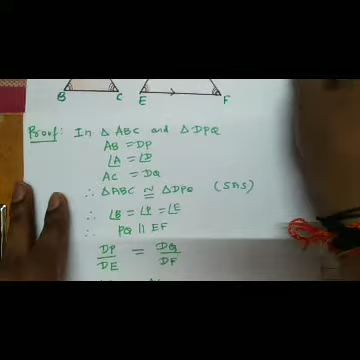 B C E F
Proof: In △ ABC and △ DPQ
AB = DP
∠A = ∠D
AC = DQ
∴ △ABC ≅ △DPQ (SAS)
∴ ∠B = ∠P = ∠E
∴ PQ || EF
DP/DE = DQ/DF